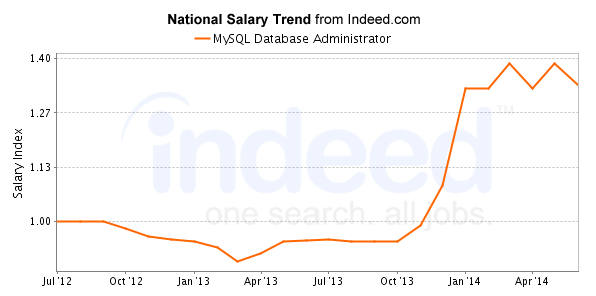 National Salary Trend from Indeed.com
MySQL Database Administrator
Salary Index
1.40
1.27
1.13
1.00
indeed™
one search. all jobs.
Jul '12 Oct '12 Jan '13 Apr '13 Jul '13 Oct '13 Jan '14 Apr '14